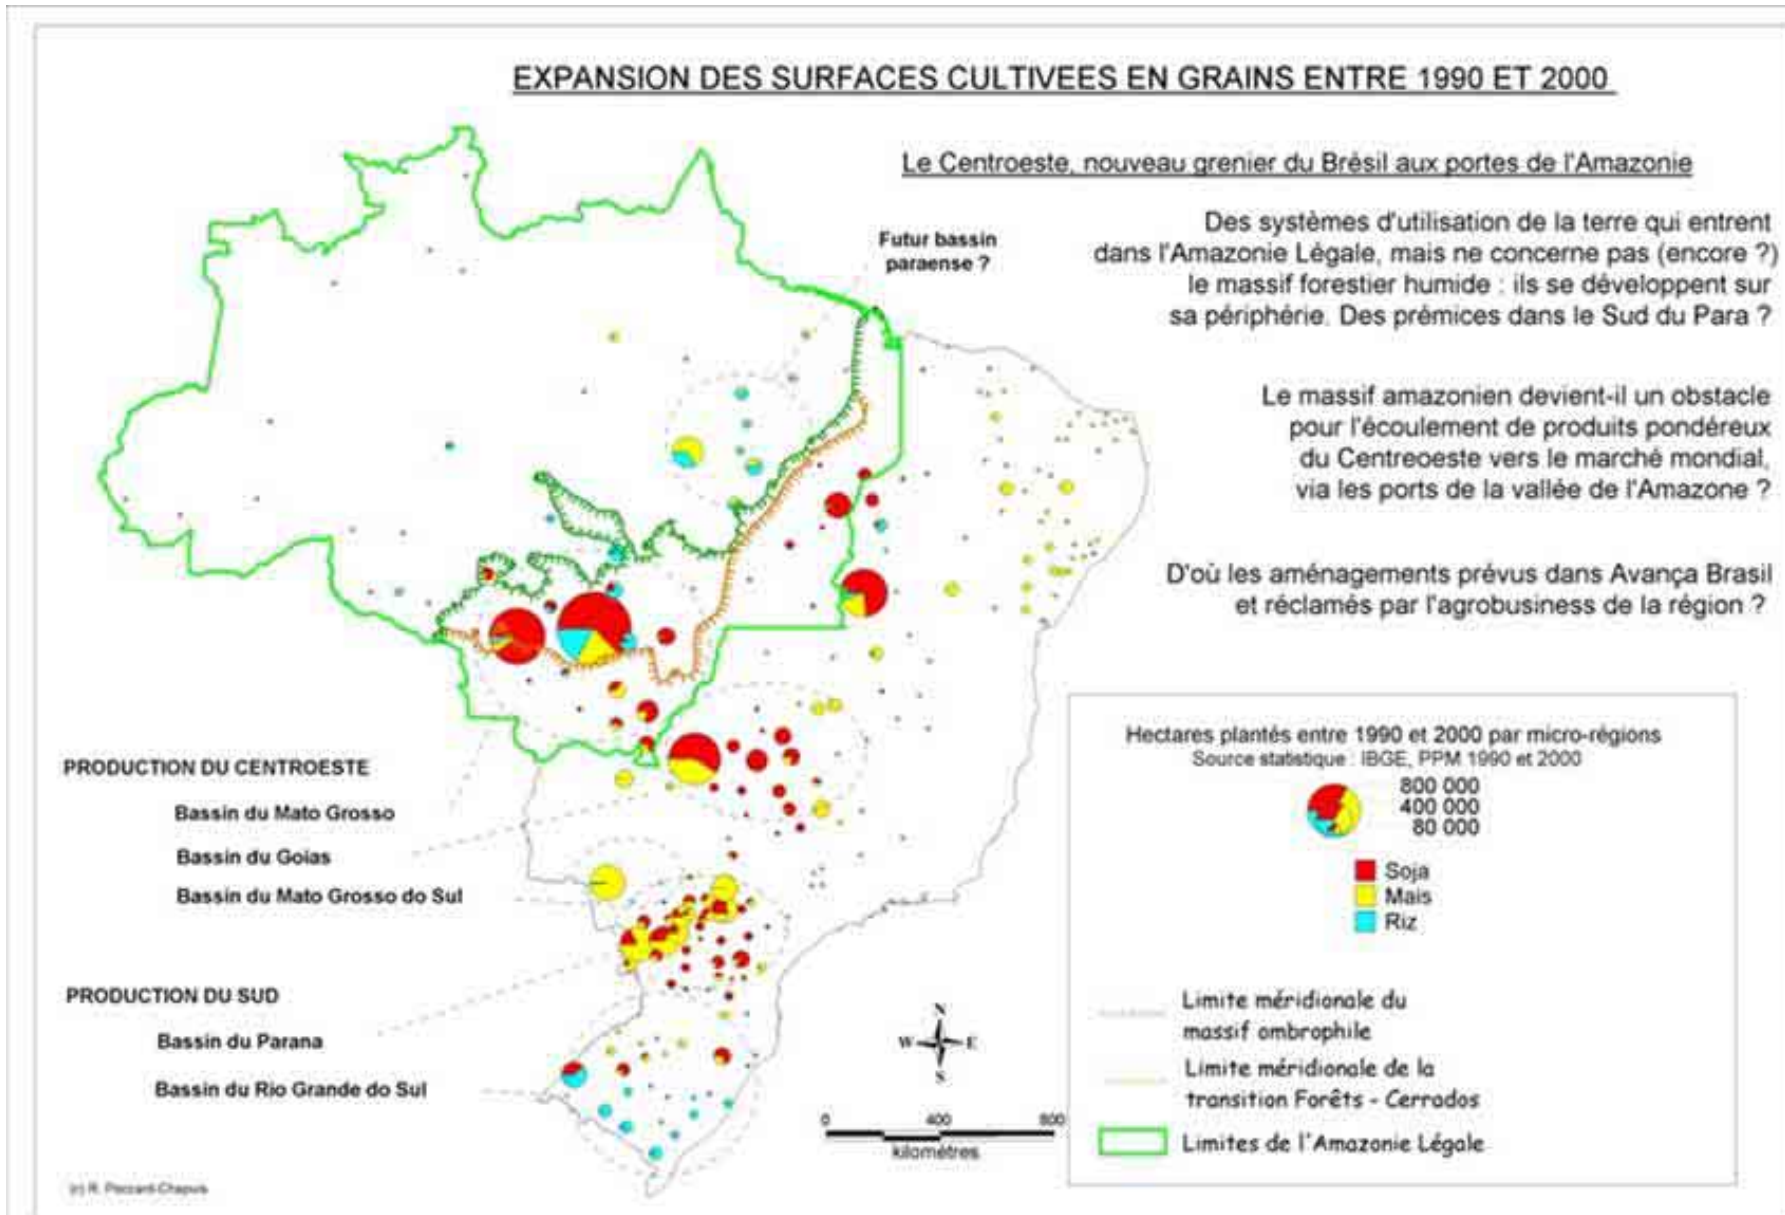 EXPANSION DES SURFACES CULTIVEES EN GRAINS ENTRE 1990 ET 2000
Le Centroeste, nouveau grenier du Brésil aux portes de l'Amazonie
Des systèmes d'utilisation de la terre qui entrent
dans l'Amazonie Légale, mais ne concerne pas (encore ?)
le massif forestier humide : ils se développent sur
sa périphérie. Des prémices dans le Sud du Para ?
Futur bassin
paraense ?
Le massif amazonien devient-il un obstacle
pour l'écoulement de produits pondéreux
du Centreoeste vers le marché mondial,
via les ports de la vallée de l'Amazone ?
D'où les aménagements prévus dans Avança Brasil
et réclamés par l'agrobusiness de la région ?
PRODUCTION DU CENTROESTE
Bassin du Mato Grosso
Bassin du Goias
Bassin du Mato Grosso do Sul
PRODUCTION DU SUD
Bassin du Parana
Bassin du Rio Grande do Sul
Hectares plantés entre 1990 et 2000 par micro-régions
Source statistique : IBGE, PPM 1990 et 2000
800 000
400 000
80 000
Soja
Mais
Riz
Limite méridionale du
massif ombrophile
Limite méridionale de la
transition Forêts - Cerrados
Limites de l'Amazonie Légale
N
W E
S
0 400 800
kilomètres
(c) R.